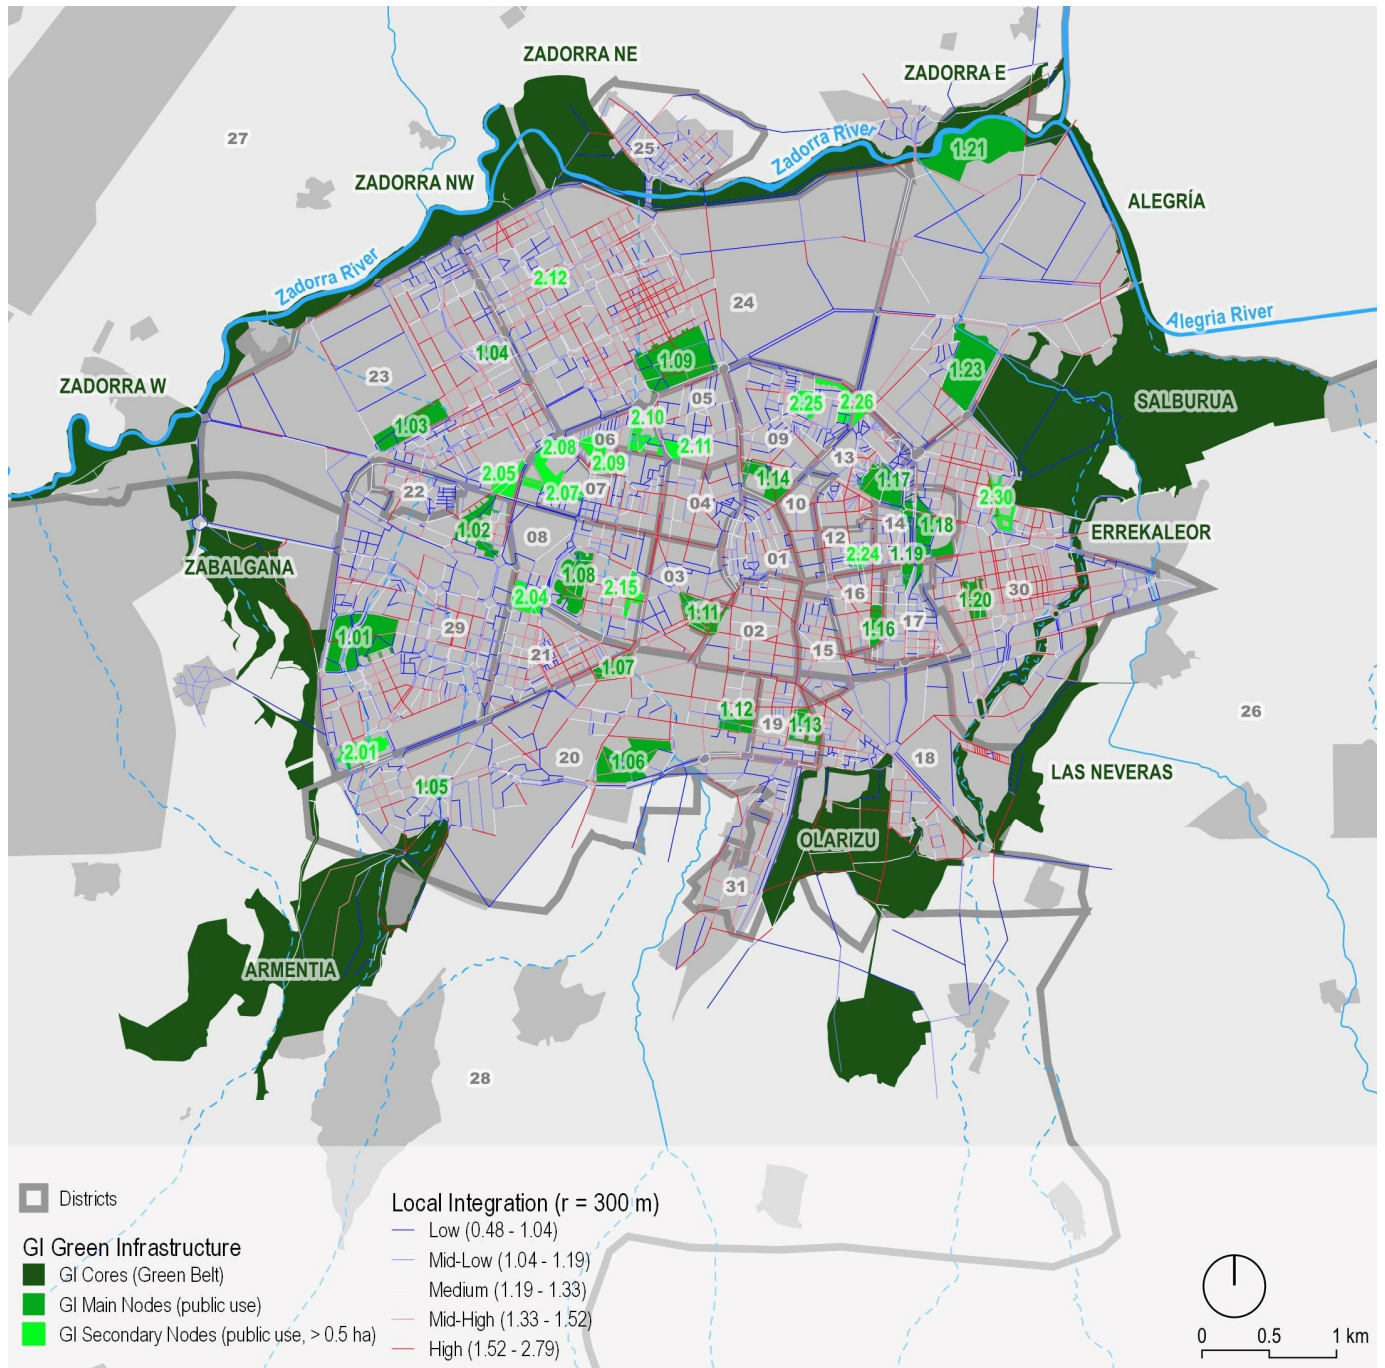 ZADORRA NE
ZADORRA E
27
25
Zadorra River
1.21
ZADORRA NW
ALEGRÍA
Zadorra River
2.12
24
Alegria River
1.04
1.09
1.23
23
ZADORRA W
05
SALBURUA
2.25
2.26
1.03
2.10
06
09
2.08
2.11
13
2.09
2.05
1.14
1.17
07
2.07
22
2.30
04
10
14
1.18
1.02
ERREKALEOR
08
12
2.24
1.19
01
ZABALGANA
1.08
03
2.15
30
16
2.04
1.20
1.11
17
29
1.16
02
1.01
15
21
1.07
1.12
19
1.13
26
2.01
20
1.06
18
LAS NEVERAS
1.05
OLARIZU
31
ARMENTIA
28
Districts
GI Green Infrastructure
GI Cores (Green Belt)
GI Main Nodes (public use)
GI Secondary Nodes (public use, > 0.5 ha)
Local Integration (r = 300 m)
Low (0.48 - 1.04)
Mid-Low (1.04 - 1.19)
Medium (1.19 - 1.33)
Mid-High (1.33 - 1.52)
High (1.52 - 2.79)
0 0.5 1 km